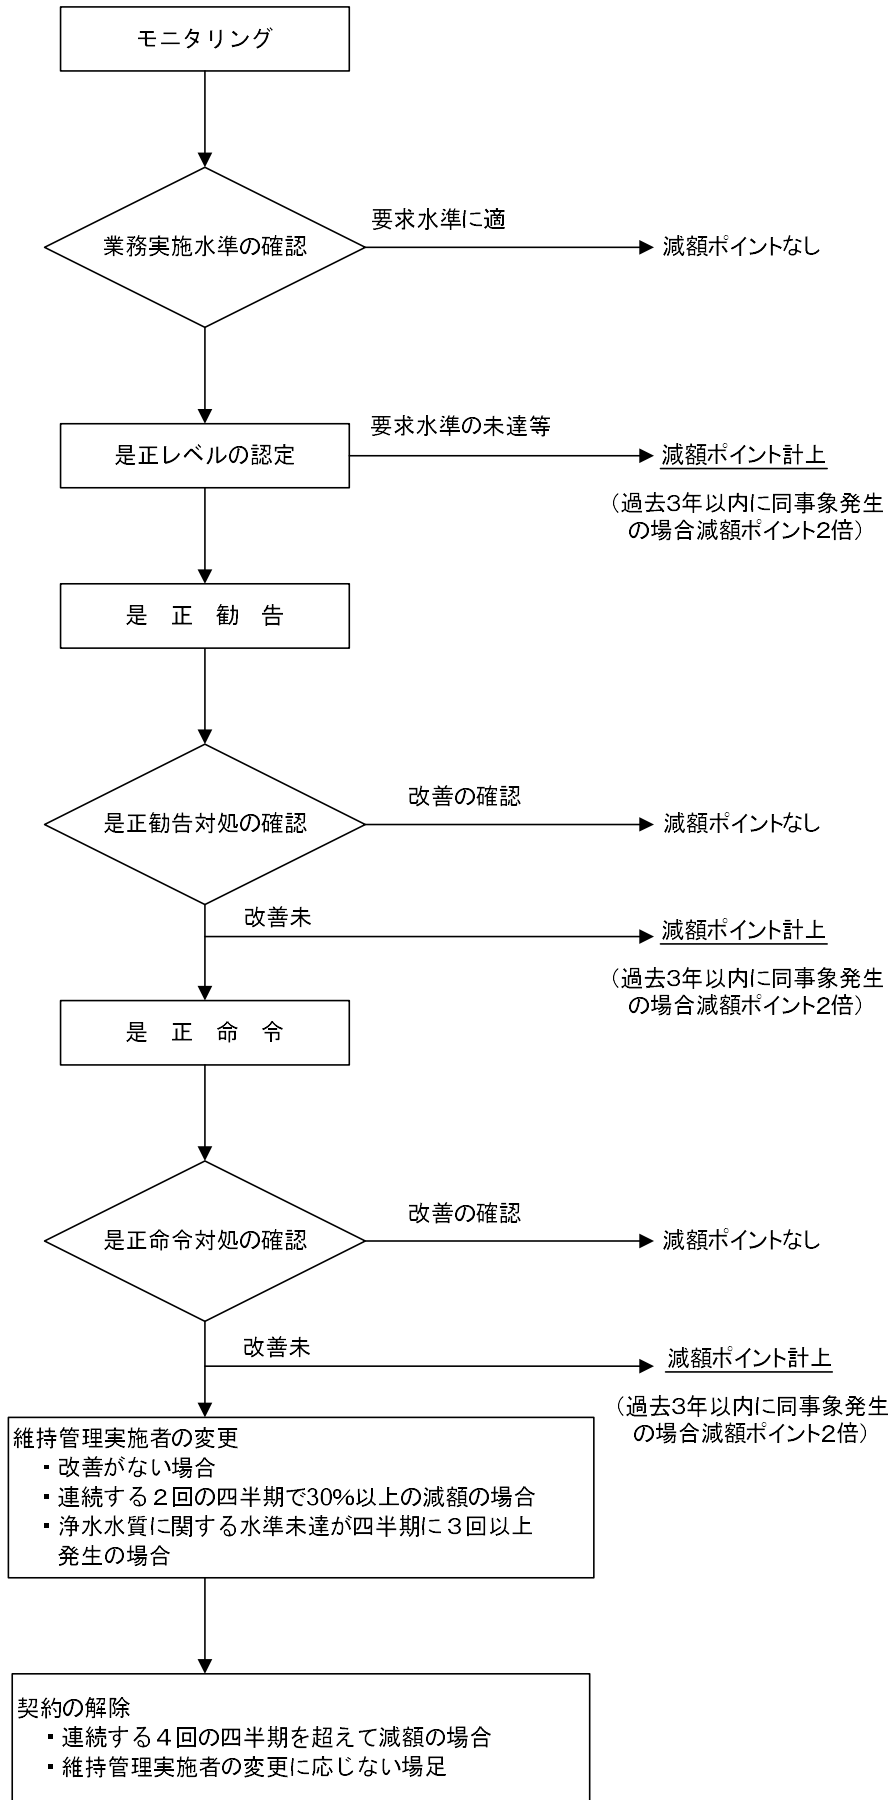 モニタリング
業務実施水準の確認
要求水準に適
減額ポイントなし
是正レベルの認定
要求水準の未達等
減額ポイント計上
（過去3年以内に同事象発生
の場合減額ポイント2倍）
是　正　勧　告
是正勧告対処の確認
改善の確認
減額ポイントなし
改善未
減額ポイント計上
（過去3年以内に同事象発生
の場合減額ポイント2倍）
是　正　命　令
是正命令対処の確認
改善の確認
減額ポイントなし
改善未
減額ポイント計上
（過去3年以内に同事象発生
の場合減額ポイント2倍）
維持管理実施者の変更
・改善がない場合
・連続する２回の四半期で30%以上の減額の場合
・浄水水質に関する水準未達が四半期に３回以上
発生の場合
契約の解除
・連続する４回の四半期を超えて減額の場合
・維持管理実施者の変更に応じない場足